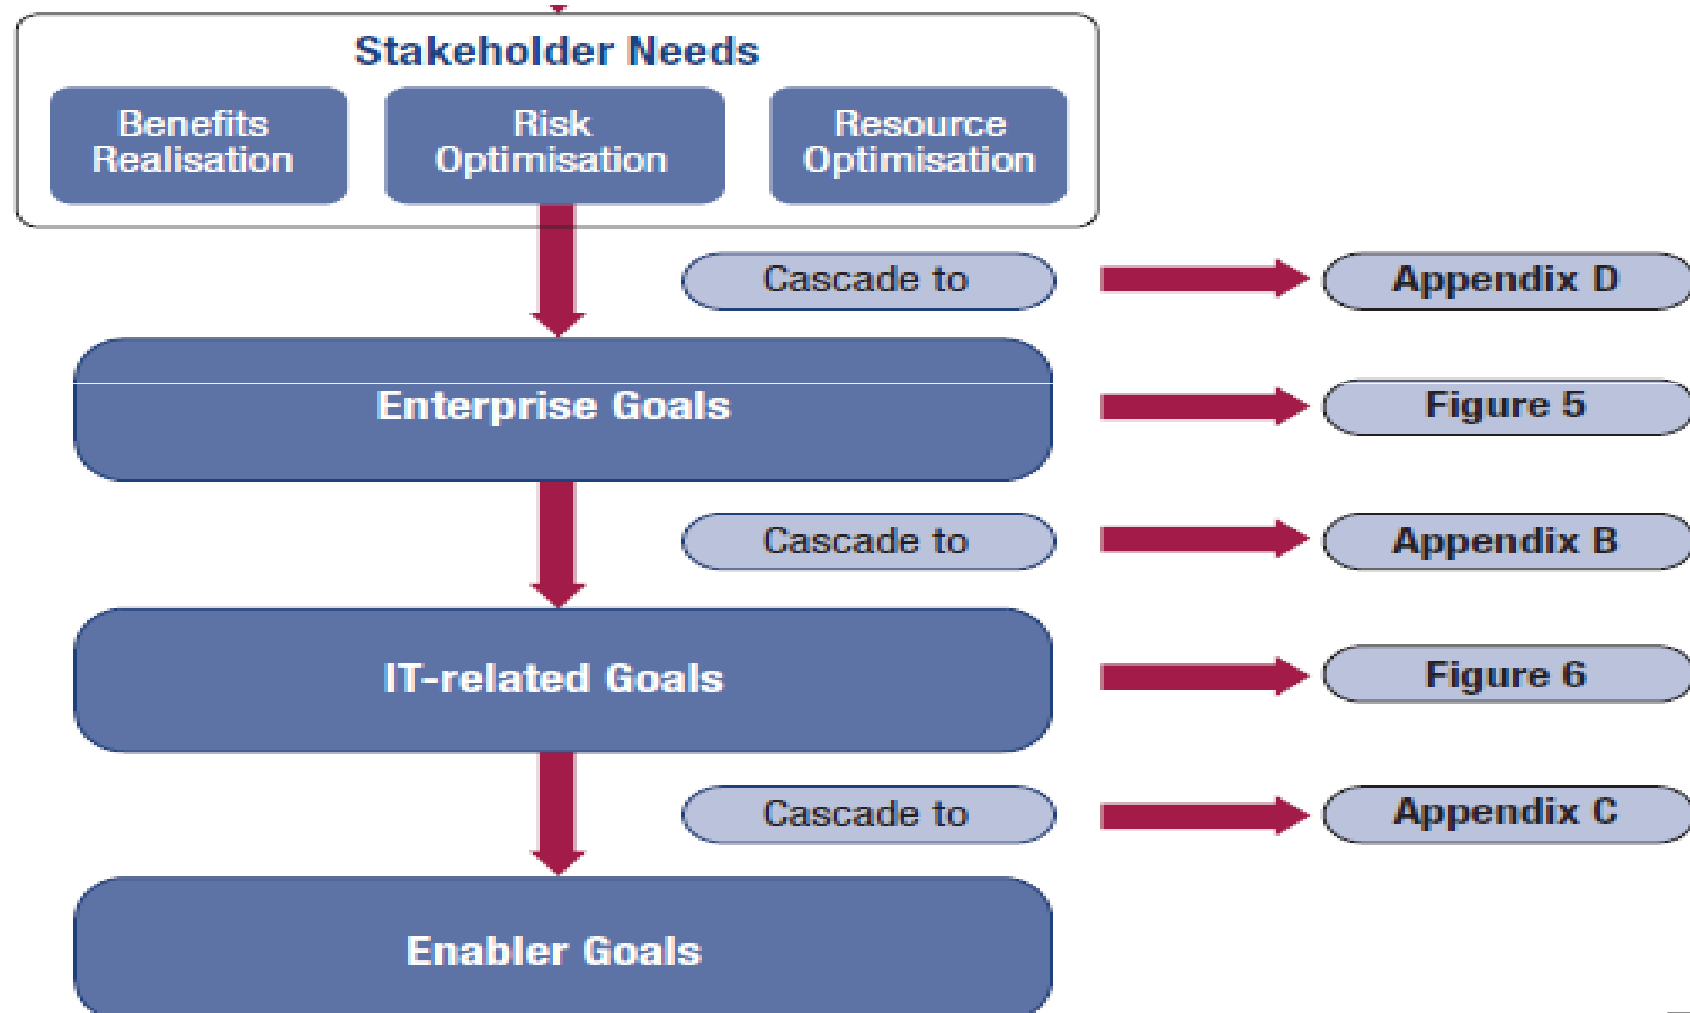 Stakeholder Needs
Benefits
Realisation
Risk
Optimisation
Resource
Optimisation
Cascade to
Appendix D
Enterprise Goals
Figure 5
Cascade to
Appendix B
IT-related Goals
Figure 6
Cascade to
Appendix C
Enabler Goals